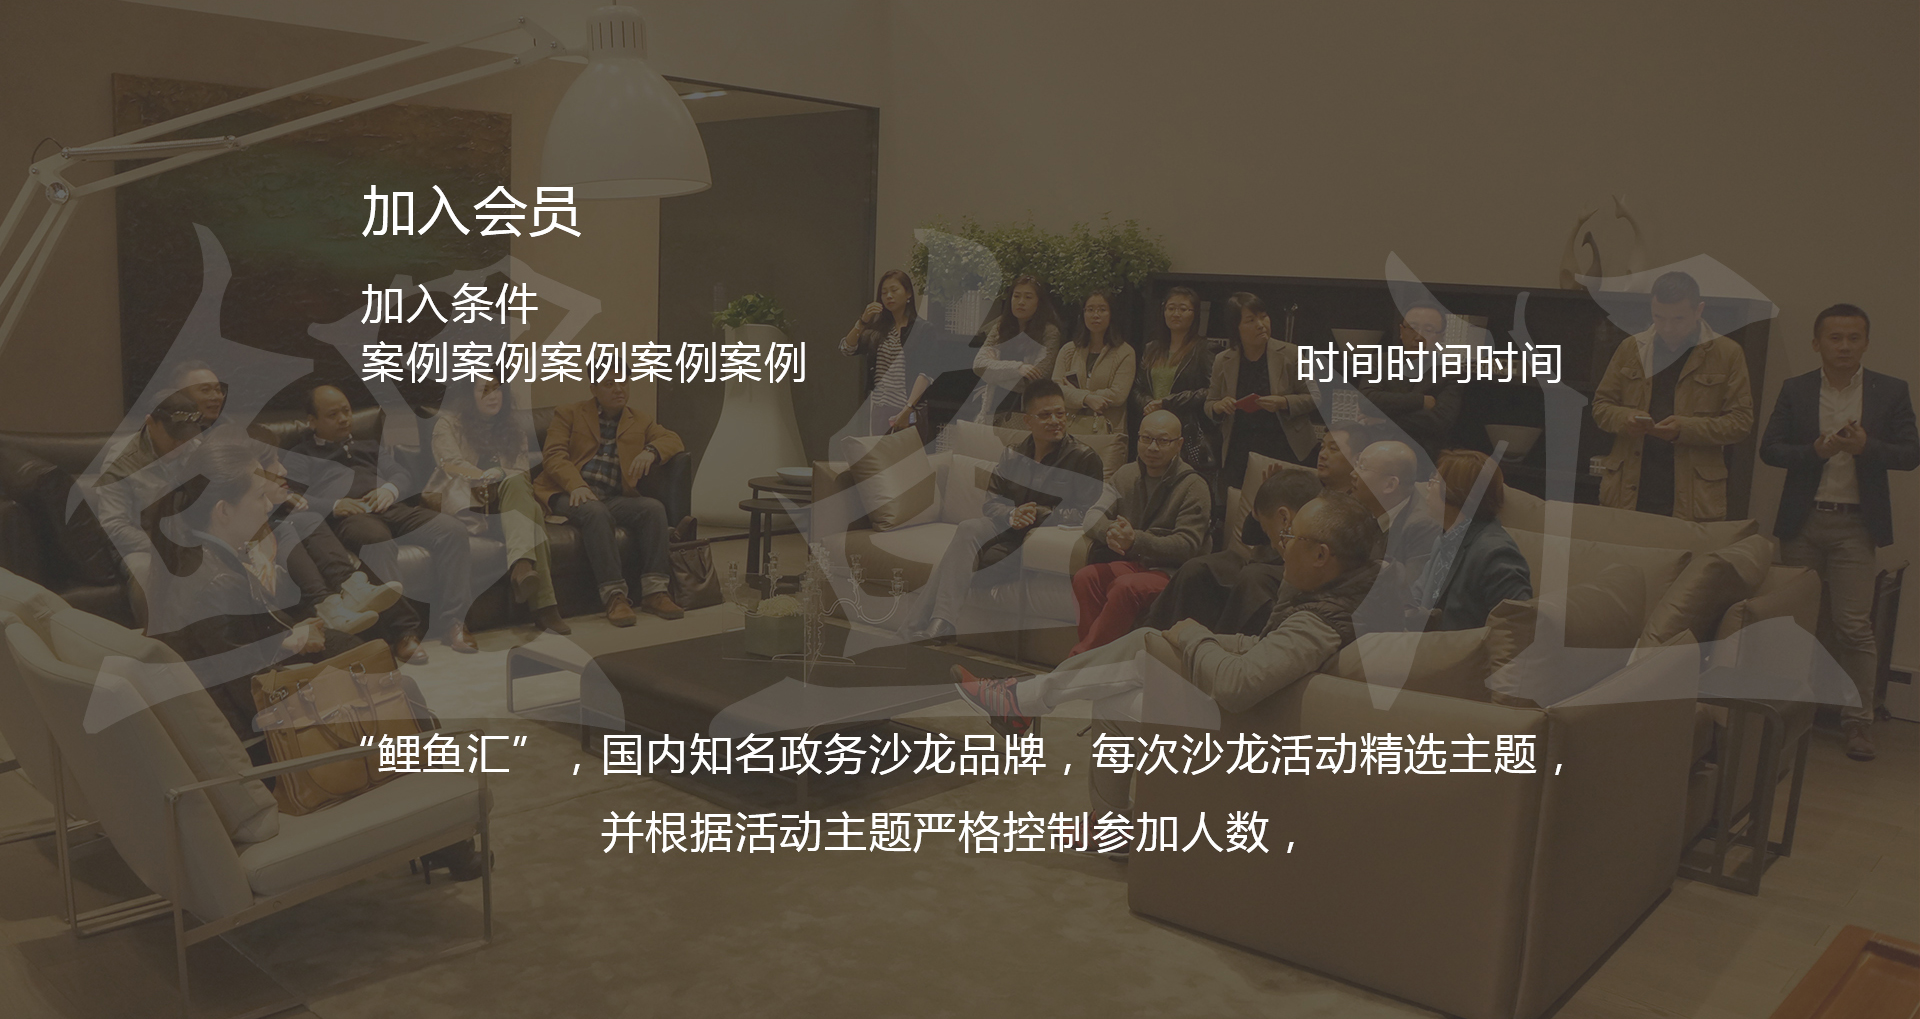 加入会员
加入条件
案例案例案例案例案例 时间时间时间
“鲤鱼汇”，国内知名政务沙龙品牌，每次沙龙活动精选主题，
并根据活动主题严格控制参加人数，
鲤鱼汇